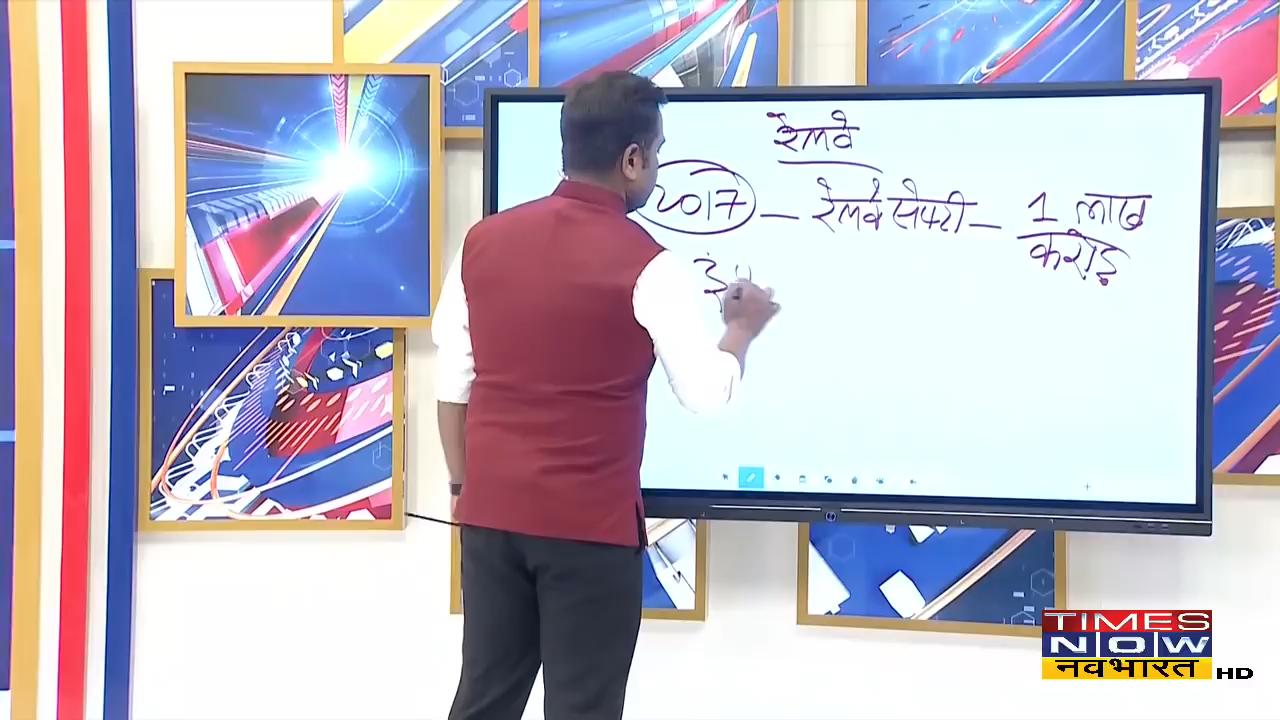 रेलवे
2017 – रेलवे सेफ्टी – 1 लाख
करोड़
TIMES
NOW
नवभारत HD